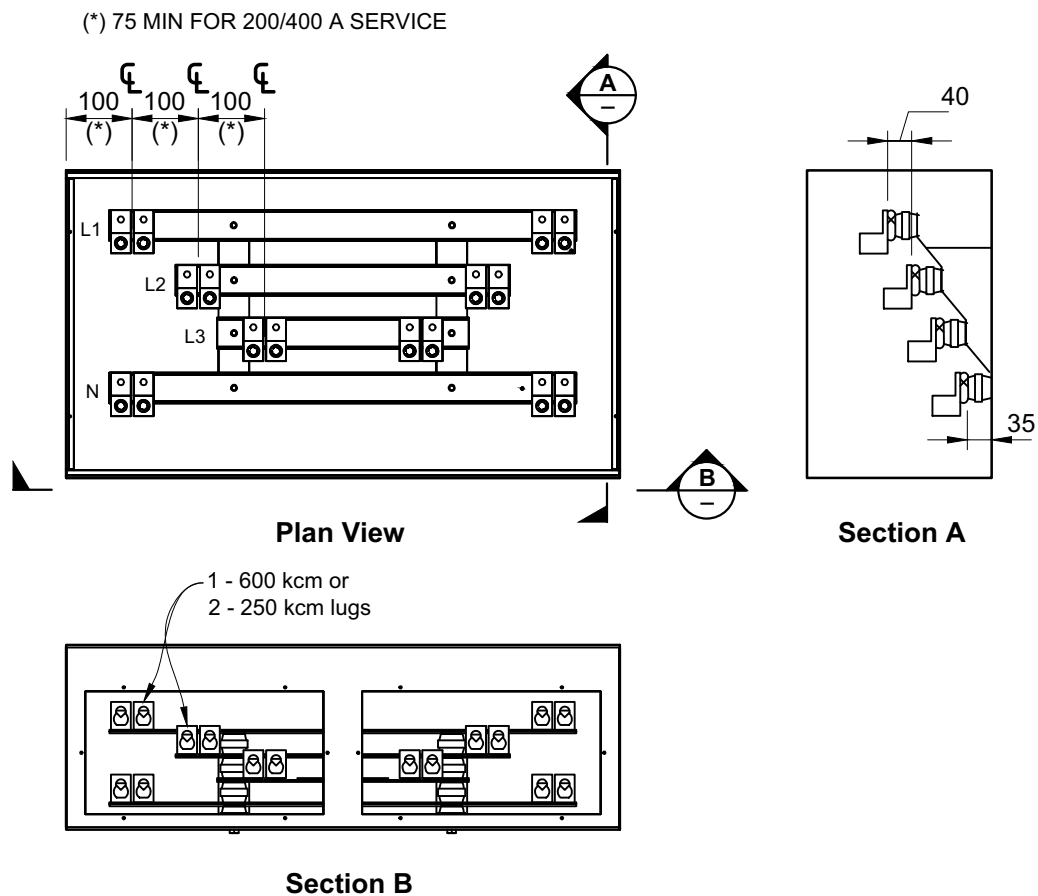 (*) 75 MIN FOR 200/400 A SERVICE
℄ ℄ ℄
100 100 100
(*) (*) (*)
A
–
40
L1
L2
L3
N
35
B
–
Plan View
Section A
1 - 600 kcm or
2 - 250 kcm lugs
Section B